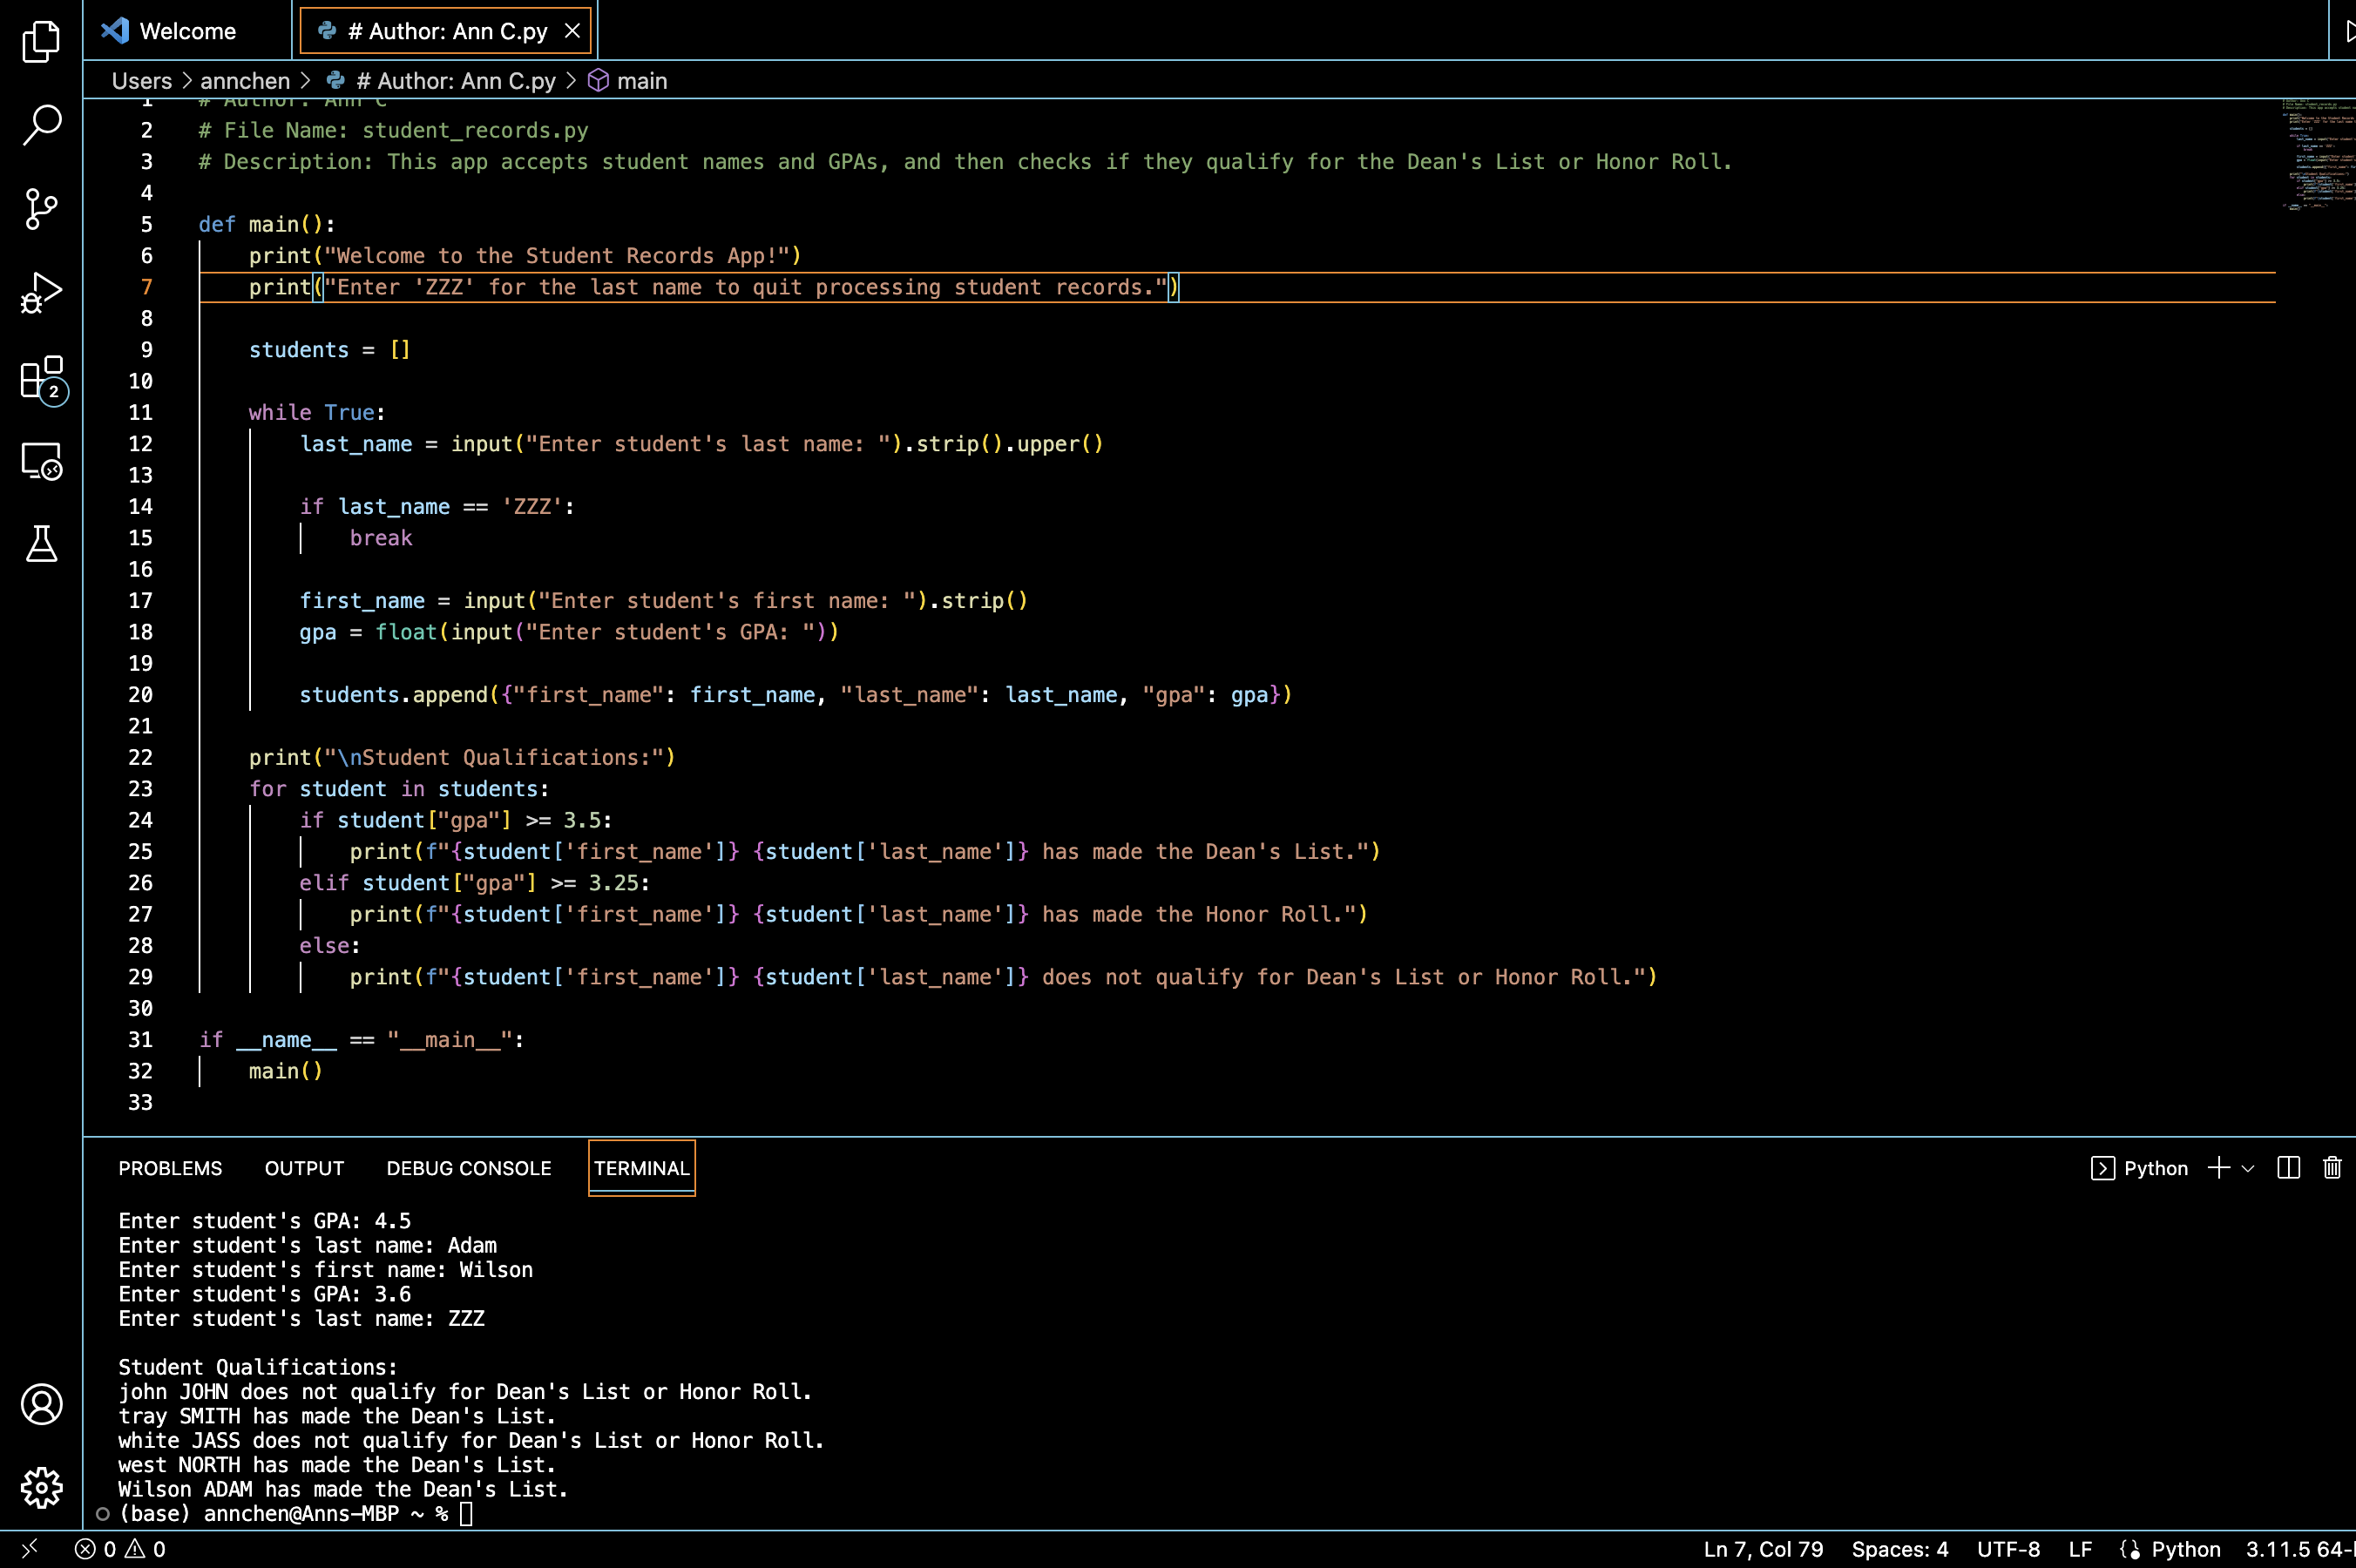 Welcome
# Author: Ann C.py
Users > annchen > # Author: Ann C.py > main
1 # Author: Ann C
2 # File Name: student_records.py
3 # Description: This app accepts student names and GPAs, and then checks if they qualify for the Dean's List or Honor Roll.
4
5 def main():
6     print("Welcome to the Student Records App!")
7     print("Enter 'ZZZ' for the last name to quit processing student records.")
8
9     students = []
10
11     while True:
12         last_name = input("Enter student's last name: ").strip().upper()
13
14         if last_name == 'ZZZ':
15             break
16
17         first_name = input("Enter student's first name: ").strip()
18         gpa = float(input("Enter student's GPA: "))
19
20         students.append({"first_name": first_name, "last_name": last_name, "gpa": gpa})
21
22     print("\nStudent Qualifications:")
23     for student in students:
24         if student["gpa"] >= 3.5:
25             print(f"{student['first_name']} {student['last_name']} has made the Dean's List.")
26         elif student["gpa"] >= 3.25:
27             print(f"{student['first_name']} {student['last_name']} has made the Honor Roll.")
28         else:
29             print(f"{student['first_name']} {student['last_name']} does not qualify for Dean's List or Honor Roll.")
30
31 if __name__ == "__main__":
32     main()
33
2
PROBLEMS OUTPUT DEBUG CONSOLE TERMINAL Python
Enter student's GPA: 4.5
Enter student's last name: Adam
Enter student's first name: Wilson
Enter student's GPA: 3.6
Enter student's last name: ZZZ
Student Qualifications:
john JOHN does not qualify for Dean's List or Honor Roll.
tray SMITH has made the Dean's List.
white JASS does not qualify for Dean's List or Honor Roll.
west NORTH has made the Dean's List.
Wilson ADAM has made the Dean's List.
(base) annchen@Anns-MBP ~ %
0 0 Ln 7, Col 79 Spaces: 4 UTF-8 LF Python 3.11.5 64-